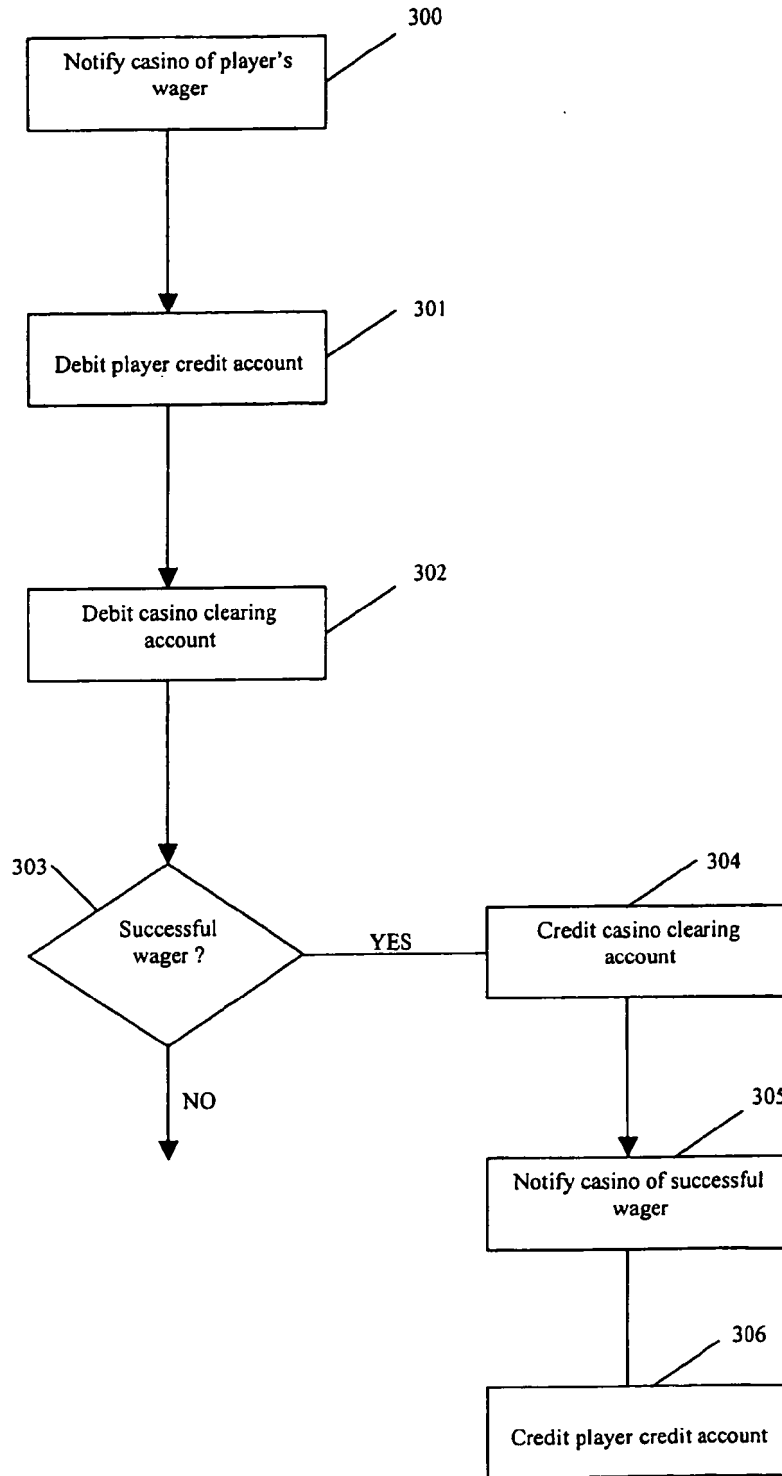 300
Notify casino of player's
wager
301
Debit player credit account
302
Debit casino clearing
account
303
Successful
wager ?
YES
304
Credit casino clearing
account
NO
305
Notify casino of successful
wager
306
Credit player credit account